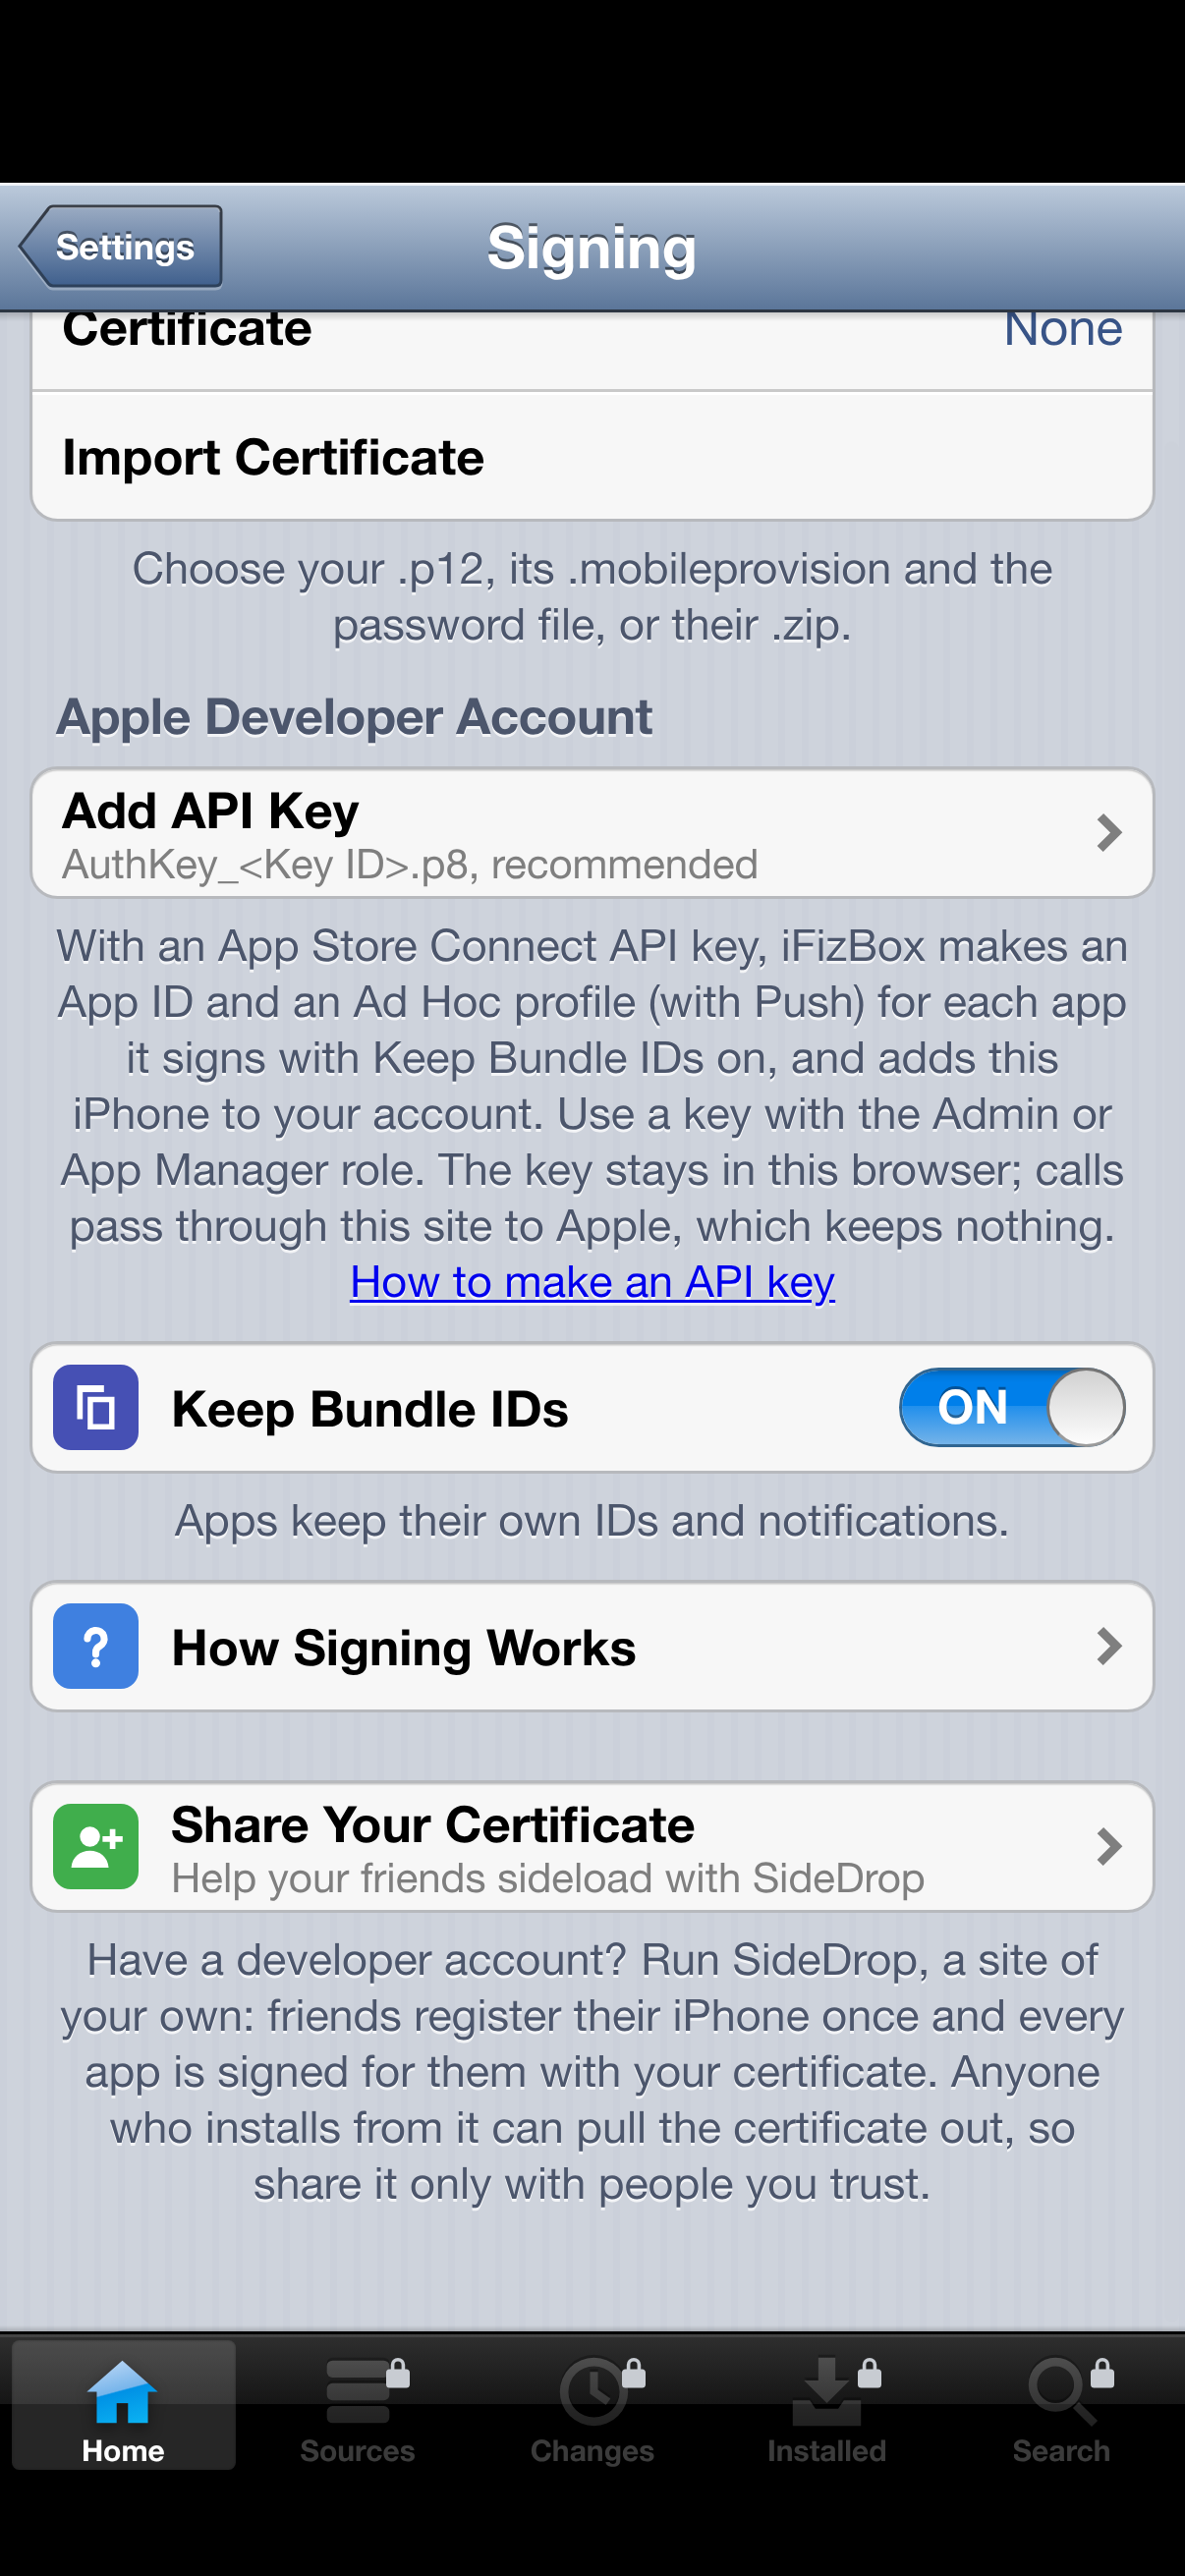 Settings
Signing
Certificate
None
Import Certificate
Choose your .p12, its .mobileprovision and the
password file, or their .zip.
Apple Developer Account
Add API Key
AuthKey_<Key ID>.p8, recommended
With an App Store Connect API key, iFizBox makes an
App ID and an Ad Hoc profile (with Push) for each app
it signs with Keep Bundle IDs on, and adds this
iPhone to your account. Use a key with the Admin or
App Manager role. The key stays in this browser; calls
pass through this site to Apple, which keeps nothing.
How to make an API key
Keep Bundle IDs
ON
Apps keep their own IDs and notifications.
?
How Signing Works
Share Your Certificate
Help your friends sideload with SideDrop
Have a developer account? Run SideDrop, a site of
your own: friends register their iPhone once and every
app is signed for them with your certificate. Anyone
who installs from it can pull the certificate out, so
share it only with people you trust.
Home
Sources
Changes
Installed
Search